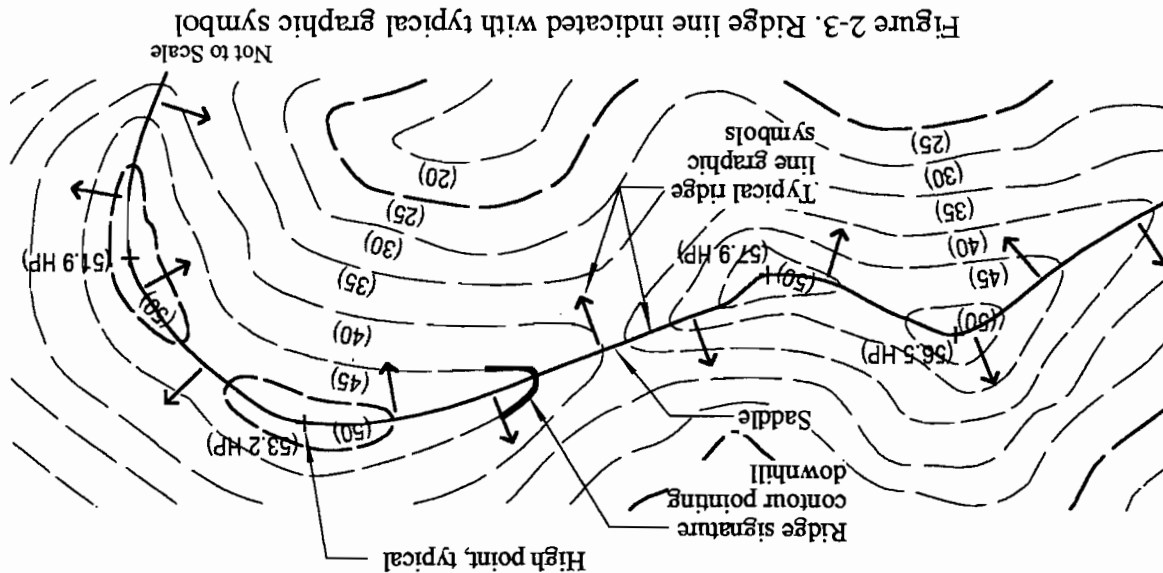 High point, typical
Ridge signature
contour pointing
downhill
(53.2 HP)
(50)
Saddle
(45)
(56.5 HP)
(40)
(50)
(50)
(45)
(50)
(35)
(51.9 HP)
(57.9 HP)
(40)
(30)
(35)
(25)
Typical ridge
line graphic
symbols
(30)
(20)
(25)
Not to Scale
Figure 2-3. Ridge line indicated with typical graphic symbol